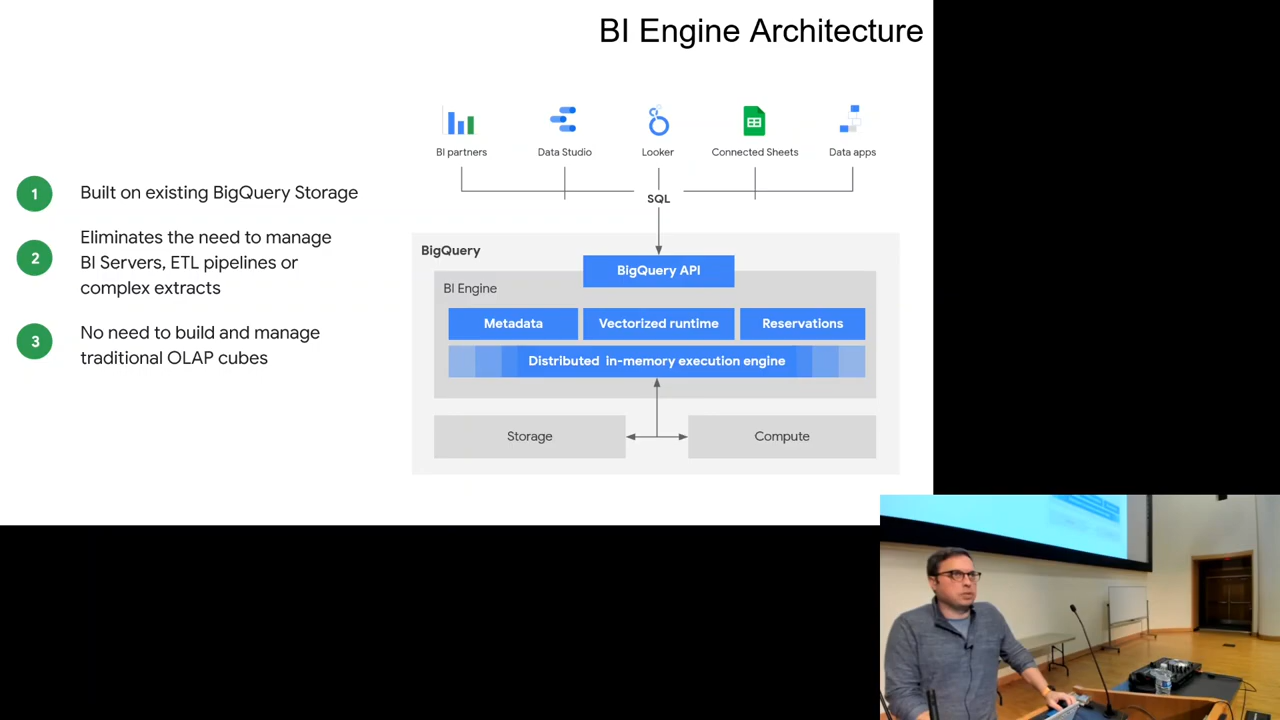 BI Engine Architecture
BI partners
Data Studio
Looker
Connected Sheets
Data apps
SQL
1
Built on existing BigQuery Storage
2
Eliminates the need to manage
BI Servers, ETL pipelines or
complex extracts
3
No need to build and manage
traditional OLAP cubes
BigQuery
BigQuery API
BI Engine
Metadata
Vectorized runtime
Reservations
Distributed in-memory execution engine
Storage
Compute